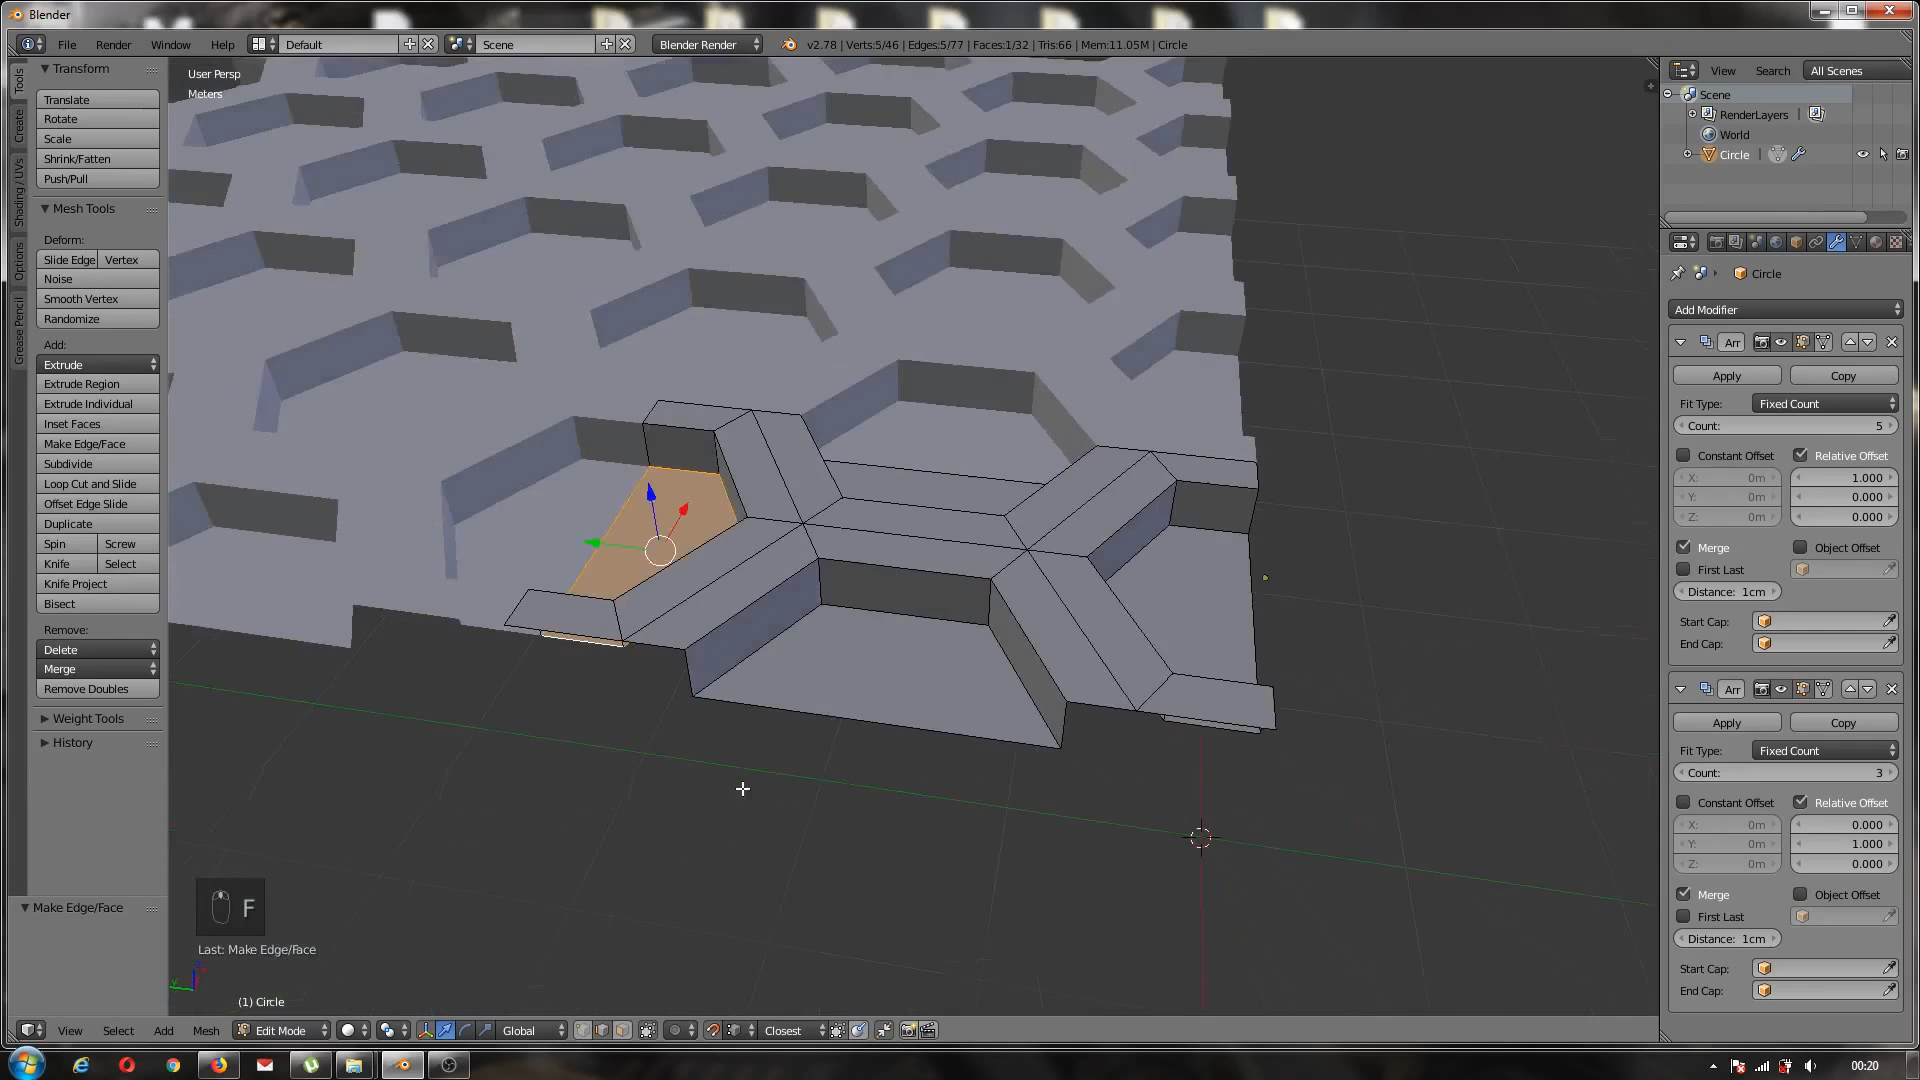 Blender
File Render Window Help Default Scene Blender Render v2.78 | Verts:5/46 | Edges:5/77 | Faces:1/32 | Tris:66 | Mem:11.05M | Circle
Tools
Create
Shading / UVs
Options
Grease Pencil
Transform
Translate
Rotate
Scale
Shrink/Fatten
Push/Pull
Mesh Tools
Deform:
Slide Edge Vertex
Noise
Smooth Vertex
Randomize
Add:
Extrude
Extrude Region
Extrude Individual
Inset Faces
Make Edge/Face
Subdivide
Loop Cut and Slide
Offset Edge Slide
Duplicate
Spin Screw
Knife Select
Knife Project
Bisect
Remove:
Delete
Merge
Remove Doubles
Weight Tools
History
Make Edge/Face
User Persp
Meters
F
Last: Make Edge/Face
(1) Circle
View Select Add Mesh Edit Mode Global Closest
View Search All Scenes
Scene
RenderLayers |
World
Circle |
Circle
Add Modifier
Arr
Apply Copy
Fit Type: Fixed Count
Count: 5
Constant Offset Relative Offset
X: 0m 1.000
Y: 0m 0.000
Z: 0m 0.000
Merge Object Offset
First Last
Distance: 1cm
Start Cap:
End Cap:
Arr
Apply Copy
Fit Type: Fixed Count
Count: 3
Constant Offset Relative Offset
X: 0m 0.000
Y: 0m 1.000
Z: 0m 0.000
Merge Object Offset
First Last
Distance: 1cm
Start Cap:
End Cap:
00:20